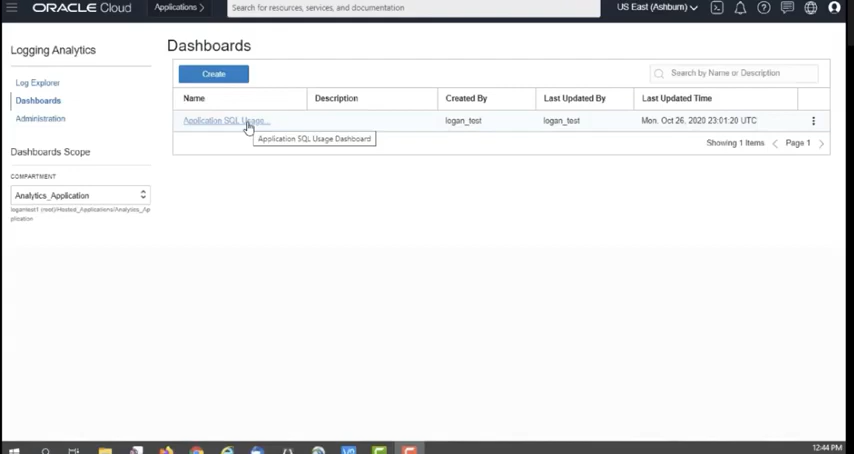 ORACLE Cloud
Applications >
Search for resources, services, and documentation
US East (Ashburn)
Logging Analytics
Log Explorer
Dashboards
Administration
Dashboards Scope
COMPARTMENT
Analytics_Application
logantest1 (root)/Hosted_Applications/Analytics_Ap
plication
Dashboards
Create
Search by Name or Description
Name Description Created By Last Updated By Last Updated Time
Application SQL Usage... logan_test logan_test Mon, Oct 26, 2020 23:01:20 UTC
Application SQL Usage Dashboard
Showing 1 Items < Page 1 >
12:44 PM